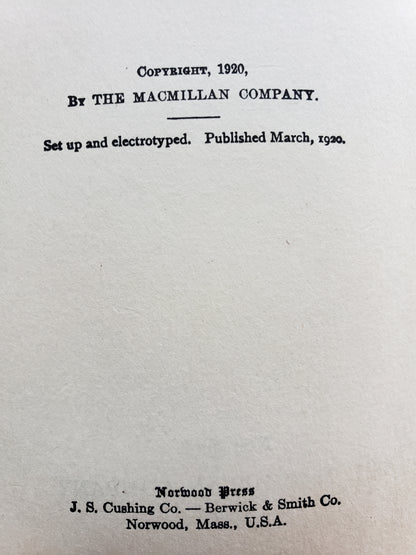 Copyright, 1920,
By THE MACMILLAN COMPANY.
Set up and electrotyped. Published March, 1920.
Norwood Press
J. S. Cushing Co. — Berwick & Smith Co.
Norwood, Mass., U.S.A.